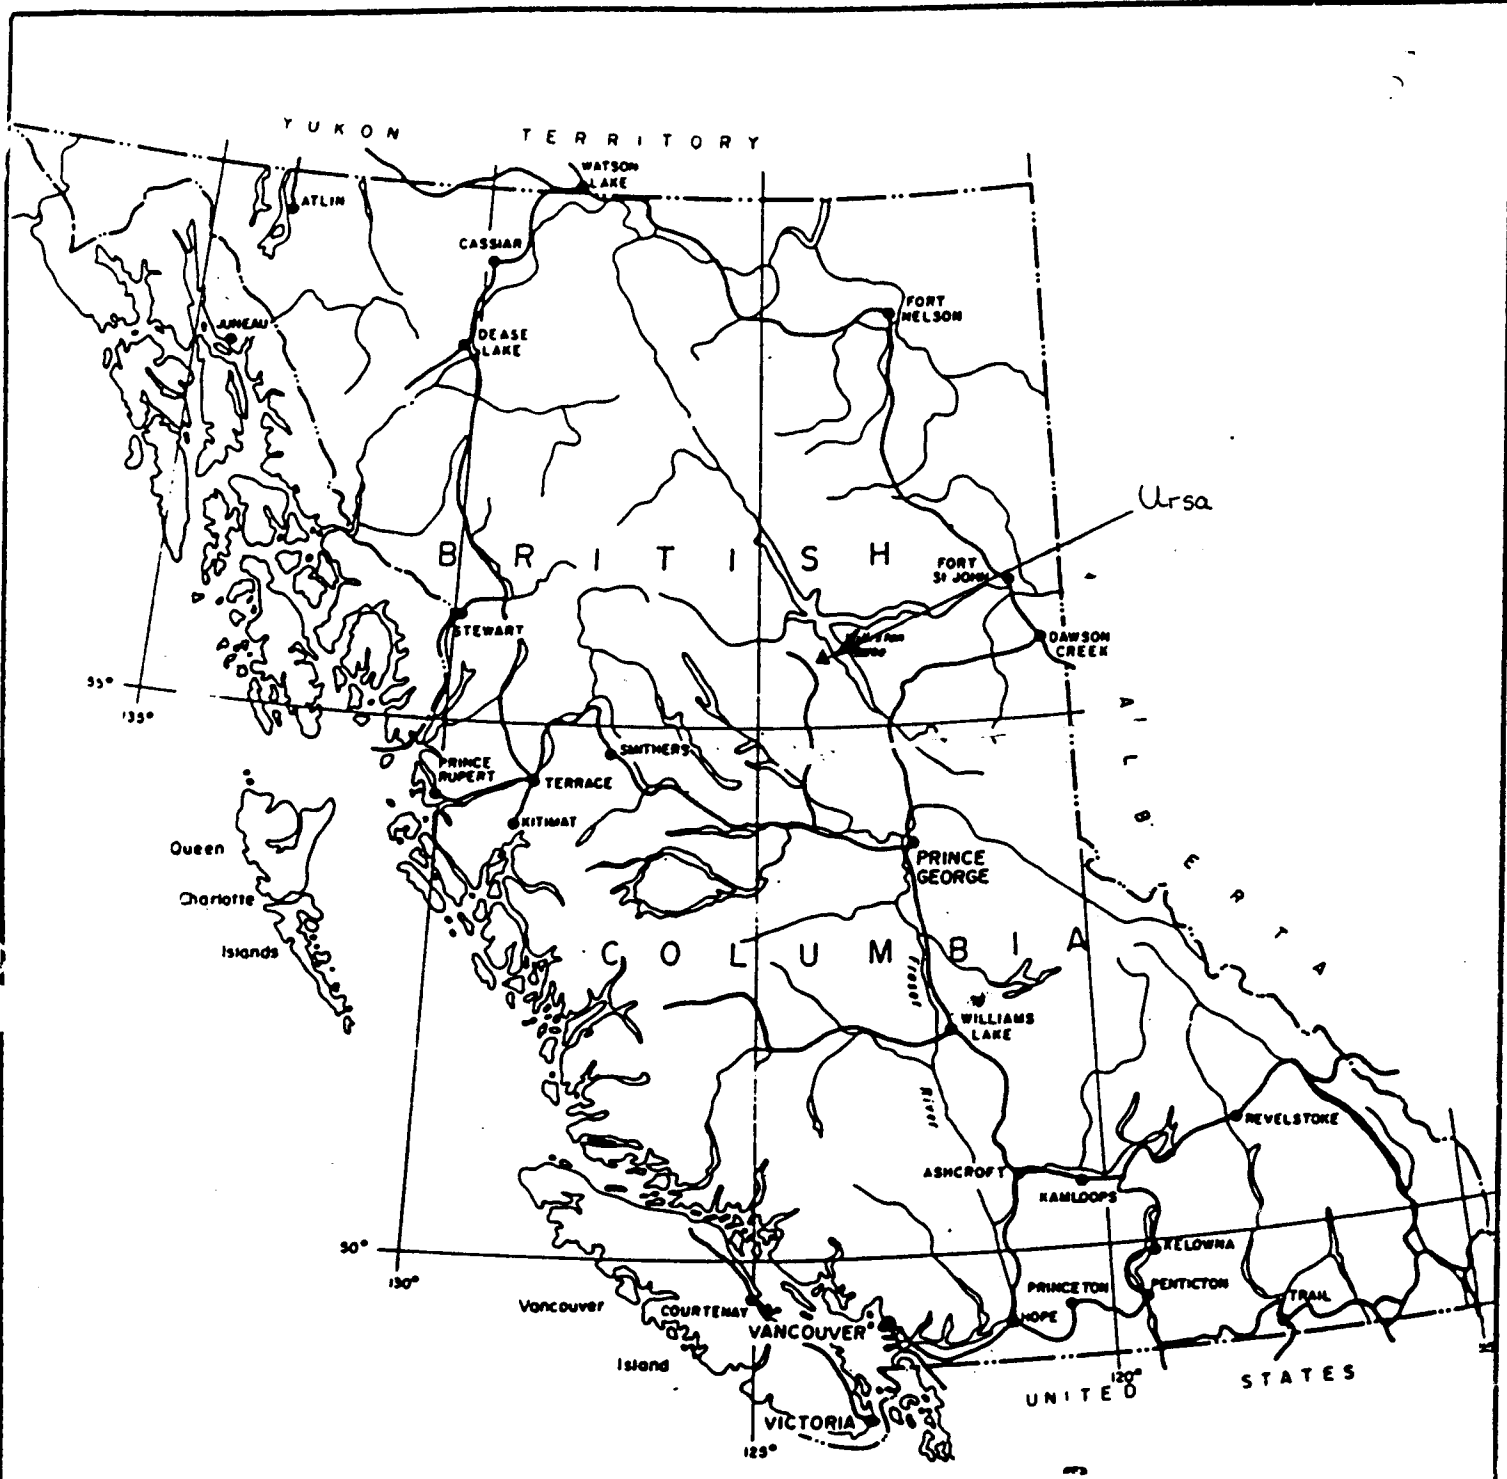 YUKON TERRITORY
WATSON
LAKE
ATLIN
CASSIAR
FORT
NELSON
JUNEAU
DEASE
LAKE
Ursa
BRITISH
FORT
ST JOHN
STEWART
DAWSON
CREEK
55°
135°
ALBERTA
SMITHERS
PRINCE
RUPERT
TERRACE
KITIMAT
Queen
Charlotte
Islands
PRINCE
GEORGE
COLUMBIA
Fraser
River
WILLIAMS
LAKE
REVELSTOKE
ASHCROFT
KAMLOOPS
50°
130°
KELOWNA
PRINCETON
PENTICTON
TRAIL
HOPE
Vancouver
Island
COURTENAY
VANCOUVER
120°
UNITED STATES
VICTORIA
125°